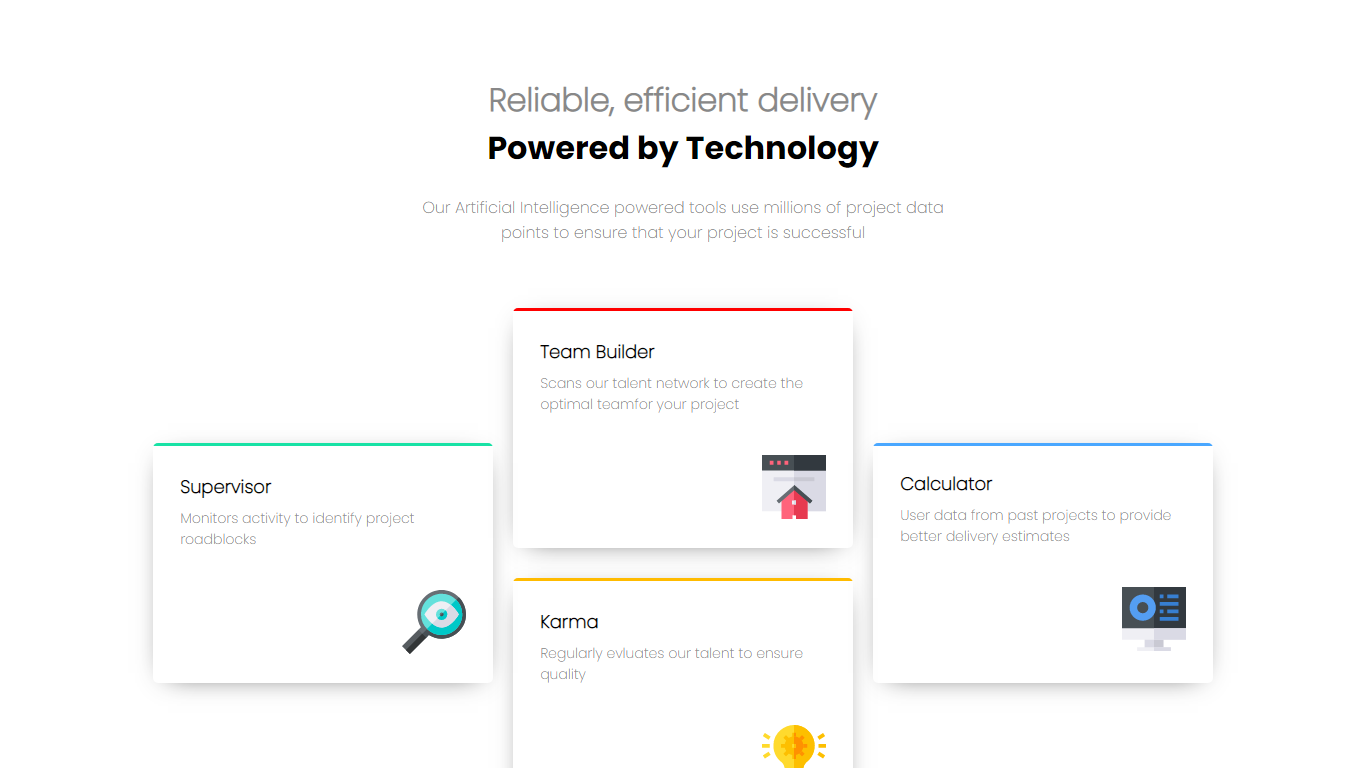 Reliable, efficient delivery
Powered by Technology
Our Artificial Intelligence powered tools use millions of project data
points to ensure that your project is successful
Team Builder
Scans our talent network to create the
optimal teamfor your project
Supervisor
Monitors activity to identify project
roadblocks
Calculator
User data from past projects to provide
better delivery estimates
Karma
Regularly evluates our talent to ensure
quality